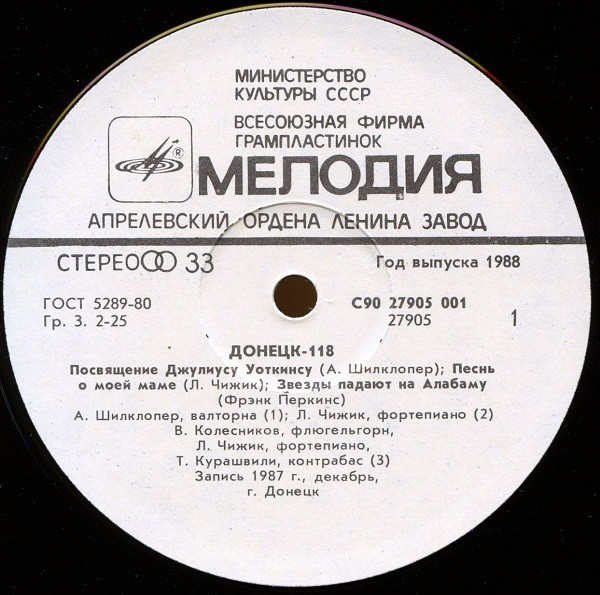 МИНИСТЕРСТВО
КУЛЬТУРЫ СССР
ВСЕСОЮЗНАЯ ФИРМА
ГРАМПЛАСТИНОК
® МЕЛОДИЯ
АПРЕЛЕВСКИЙ ОРДЕНА ЛЕНИНА ЗАВОД
СТЕРЕО 33
Год выпуска 1988
ГОСТ 5289-80
Гр. 3. 2-25
С90 27905 001
27905
1
ДОНЕЦК-118
Посвящение Джулиусу Уоткинсу (А. Шилклопер); Песнь
о моей маме (Л. Чижик); Звезды падают на Алабаму
(Фрэнк Перкинс)
А. Шилклопер, валторна (1); Л. Чижик, фортепиано (2)
В. Колесников, флюгельгорн,
Л. Чижик, фортепиано,
Т. Курашвили, контрабас (3)
Запись 1987 г., декабрь,
г. Донецк